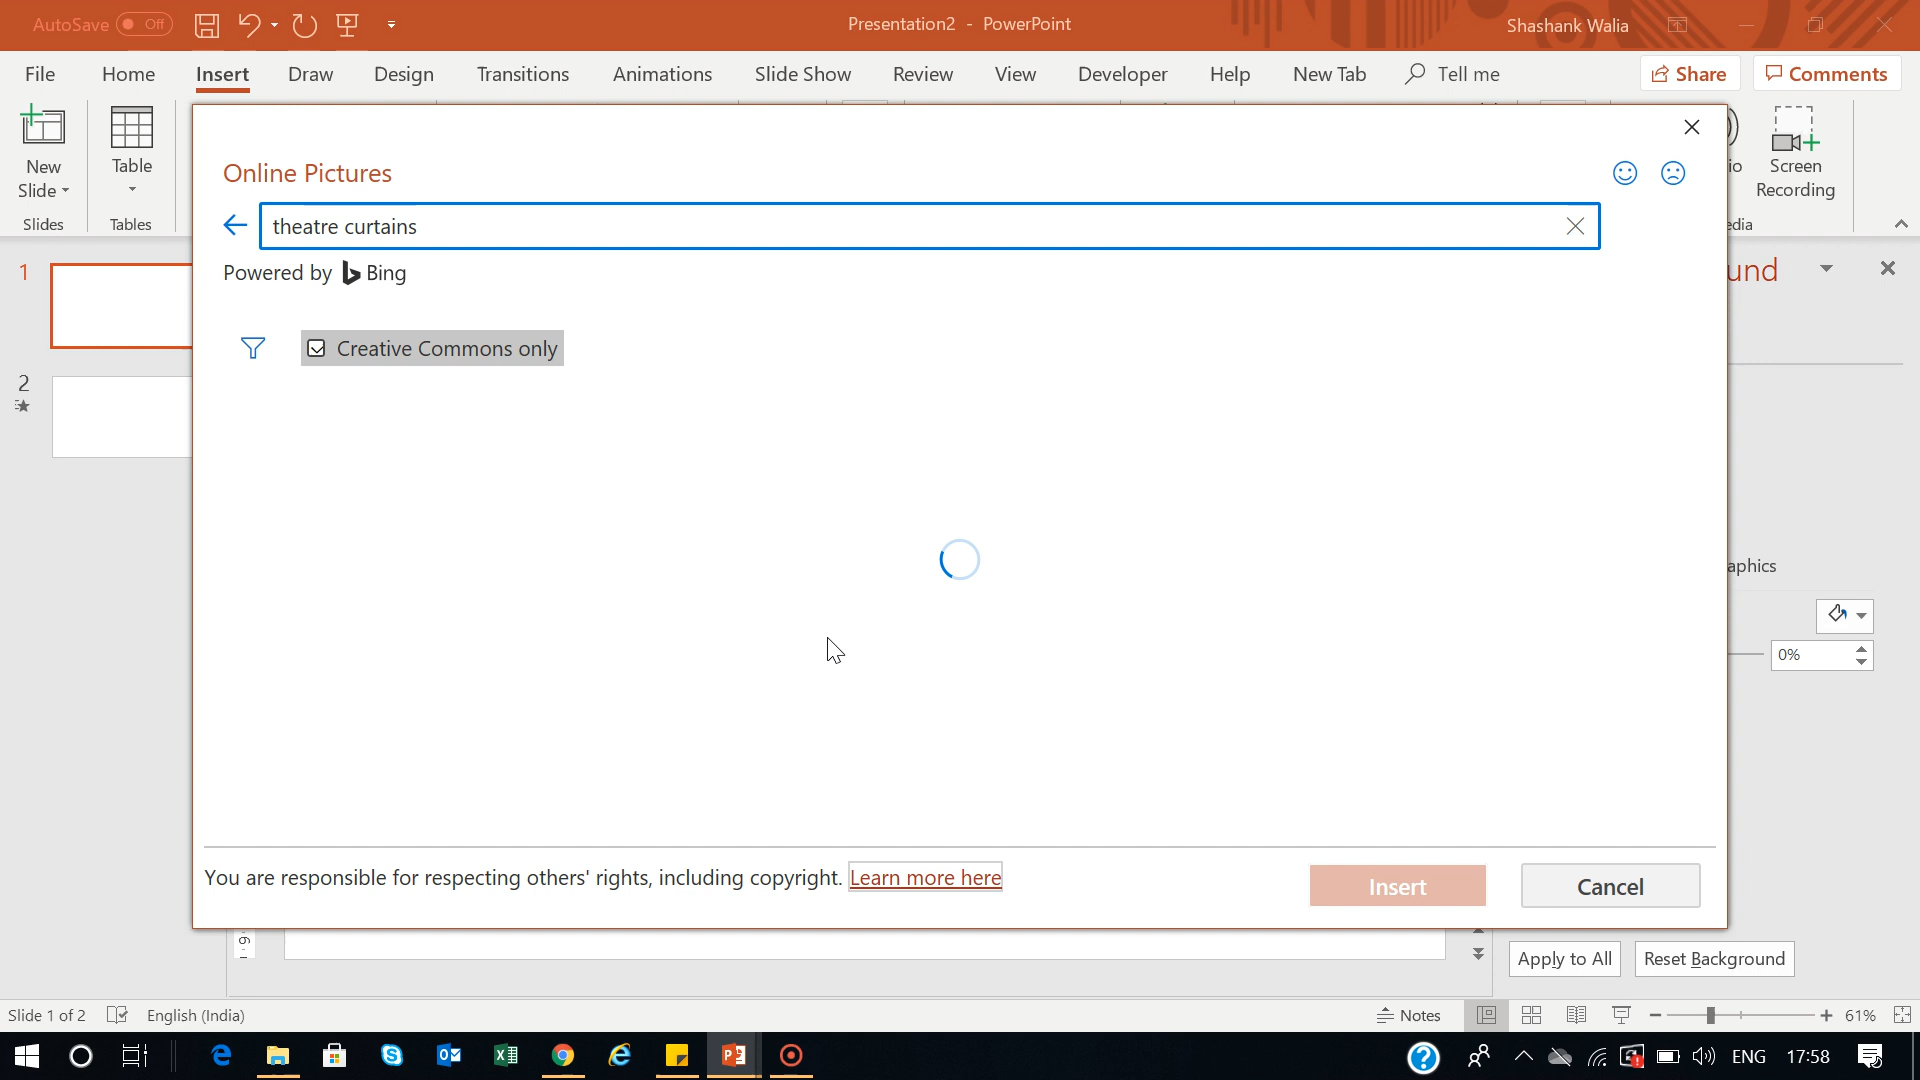 AutoSave Off
Presentation2 - PowerPoint
Shashank Walia
File Home Insert Draw Design Transitions Animations Slide Show Review View Developer Help New Tab Tell me
Share Comments
New Slide
Slides
Table
Tables
Screen Recording
Online Pictures
theatre curtains
Powered by Bing
Creative Commons only
1
2
0%
You are responsible for respecting others' rights, including copyright. Learn more here
Insert
Cancel
Apply to All
Reset Background
Slide 1 of 2
English (India)
Notes
61%
ENG
17:58